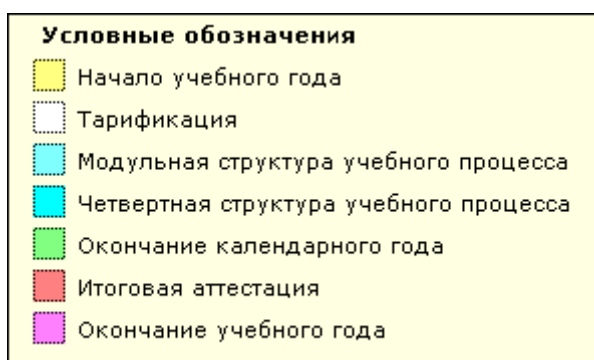 Условные обозначения
Начало учебного года
Тарификация
Модульная структура учебного процесса
Четвертная структура учебного процесса
Окончание календарного года
Итоговая аттестация
Окончание учебного года